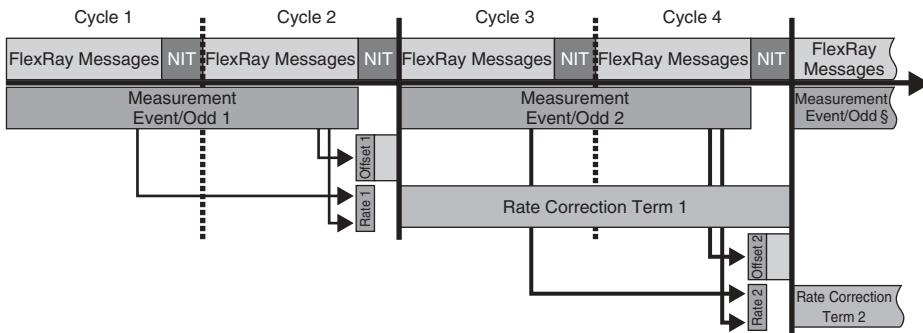 Cycle 1
Cycle 2
Cycle 3
Cycle 4
FlexRay Messages
NIT
FlexRay Messages
NIT
FlexRay Messages
NIT
FlexRay Messages
NIT
FlexRay
Messages
Measurement
Event/Odd 1
Measurement
Event/Odd 2
Measurement
Event/Odd §
Offset 1
Rate 1
Rate Correction Term 1
Offset 2
Rate 2
Rate Correction
Term 2